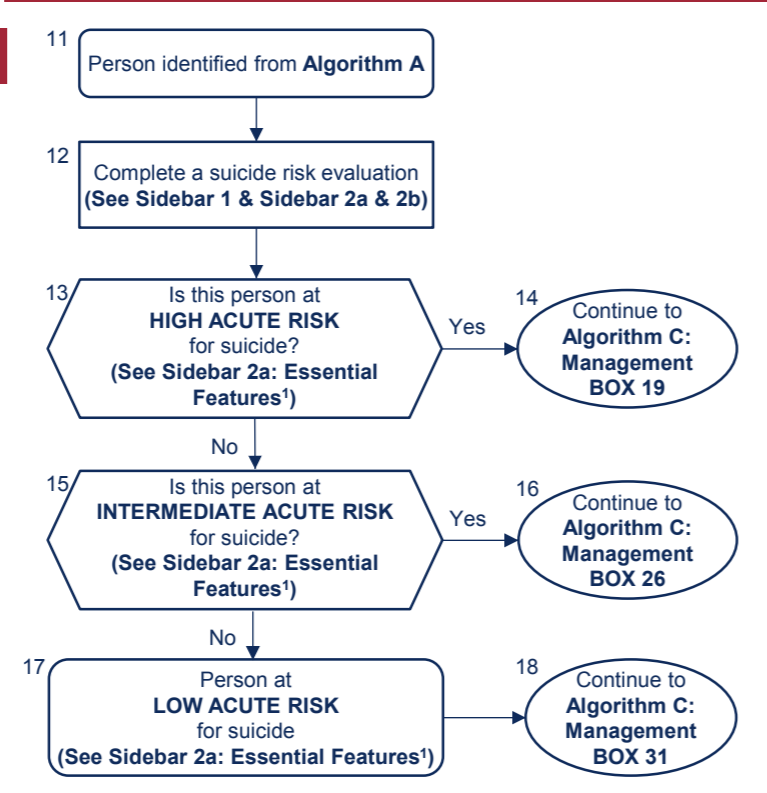 11
Person identified from Algorithm A
12
Complete a suicide risk evaluation
(See Sidebar 1 & Sidebar 2a & 2b)
13
Is this person at
HIGH ACUTE RISK
for suicide?
(See Sidebar 2a: Essential
Features¹)
Yes
14
Continue to
Algorithm C:
Management
BOX 19
No
15
Is this person at
INTERMEDIATE ACUTE RISK
for suicide?
(See Sidebar 2a: Essential
Features¹)
Yes
16
Continue to
Algorithm C:
Management
BOX 26
No
17
Person at
LOW ACUTE RISK
for suicide
(See Sidebar 2a: Essential Features¹)
18
Continue to
Algorithm C:
Management
BOX 31